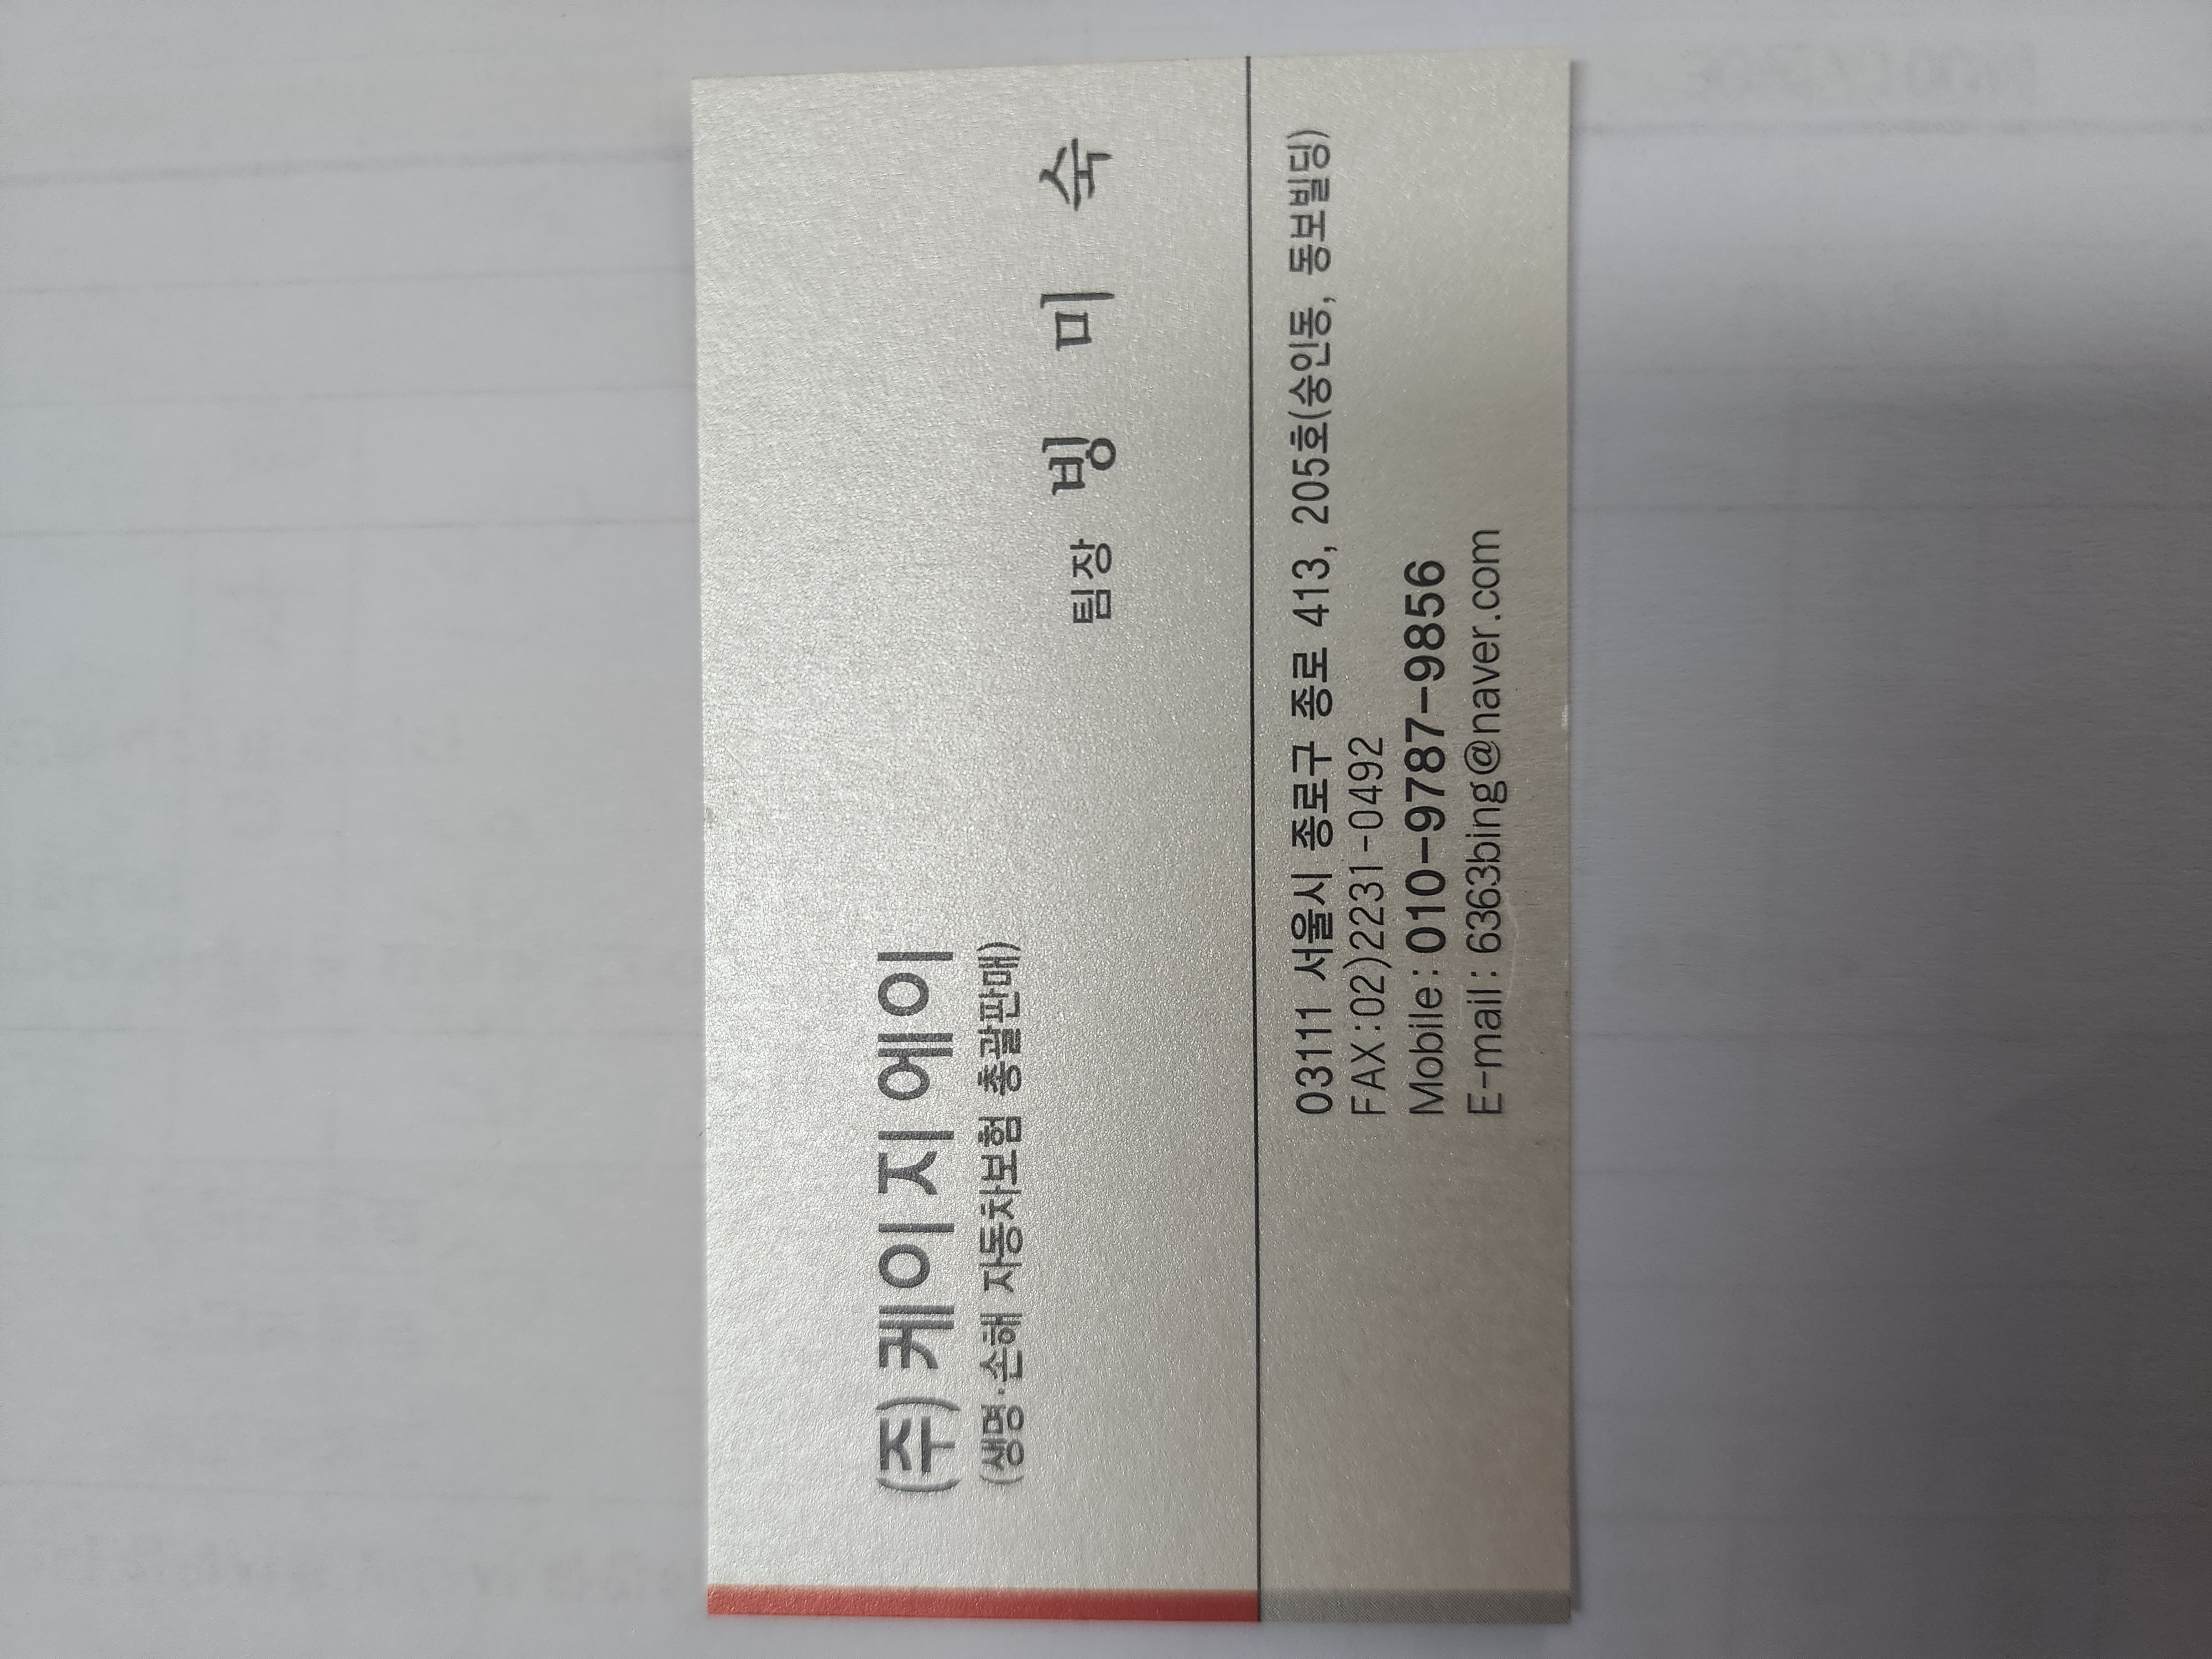 (주) 케이지에이
(생명·손해 자동차보험 총괄판매)
팀장 빙 미 숙
03111 서울시 종로구 종로 413, 205호(숭인동, 동보빌딩)
FAX:02)2231-0492
Mobile : 010-9787-9856
E-mail : 6363bing@naver.com